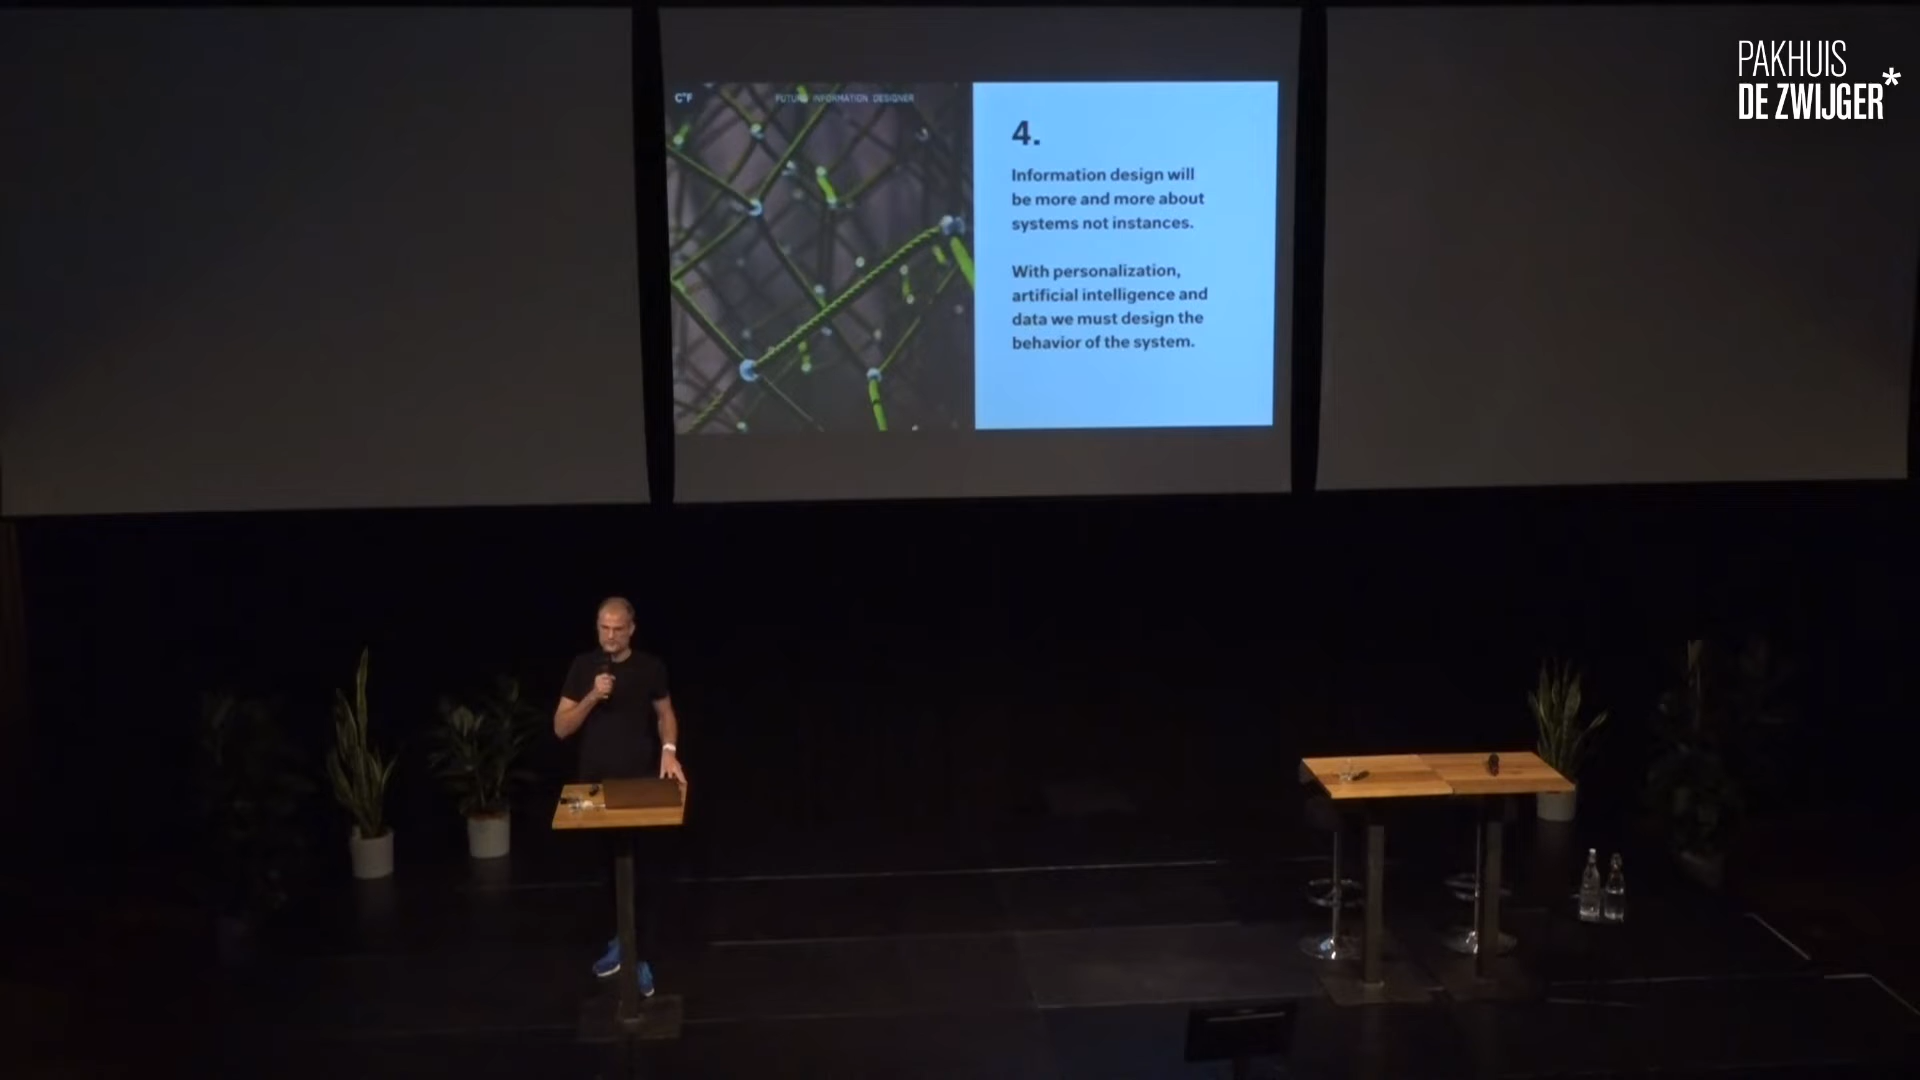 PAKHUIS
DE ZWIJGER*
C°F
FUTURE INFORMATION DESIGNER
4.
Information design will
be more and more about
systems not instances.
With personalization,
artificial intelligence and
data we must design the
behavior of the system.